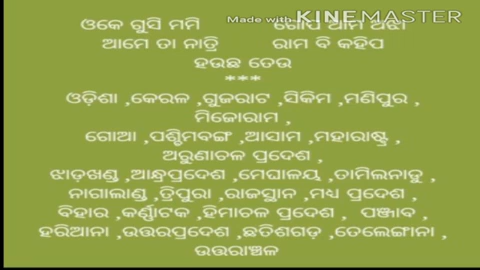 Made with KINEMASTER
ଓକେ ଗୁସି ମମି ଗୋପି ଆମ ଅଝା
ଆମେ ତା ନାତ୍ରି ରାମ ବି କହିପ
ହଉଛ ତେଉ
***
ଓଡ଼ିଶା ,କେରଳ ,ଗୁଜରାଟ ,ସିକିମ ,ମଣିପୁର ,
ମିଜୋରାମ ,
ଗୋଆ ,ପଶ୍ଚିମବଙ୍ଗ ,ଆସାମ ,ମହାରାଷ୍ଟ୍ର ,
ଅରୁଣାଚଳ ପ୍ରଦେଶ ,
ଝାଡ଼ଖଣ୍ଡ ,ଆନ୍ଧ୍ରପ୍ରଦେଶ ,ମେଘାଳୟ ,ତାମିଲନାଡୁ ,
ନାଗାଲାଣ୍ଡ ,ତ୍ରିପୁରା ,ରାଜସ୍ଥାନ ,ମଧ୍ୟ ପ୍ରଦେଶ ,
ବିହାର ,କର୍ଣ୍ଣାଟକ ,ହିମାଚଳ ପ୍ରଦେଶ , ପଞ୍ଜାବ ,
ହରିଆନା ,ଉତ୍ତରପ୍ରଦେଶ ,ଛତିଶଗଡ଼ ,ତେଲେଙ୍ଗାନା ,
ଉତ୍ତରାଞ୍ଚଳ